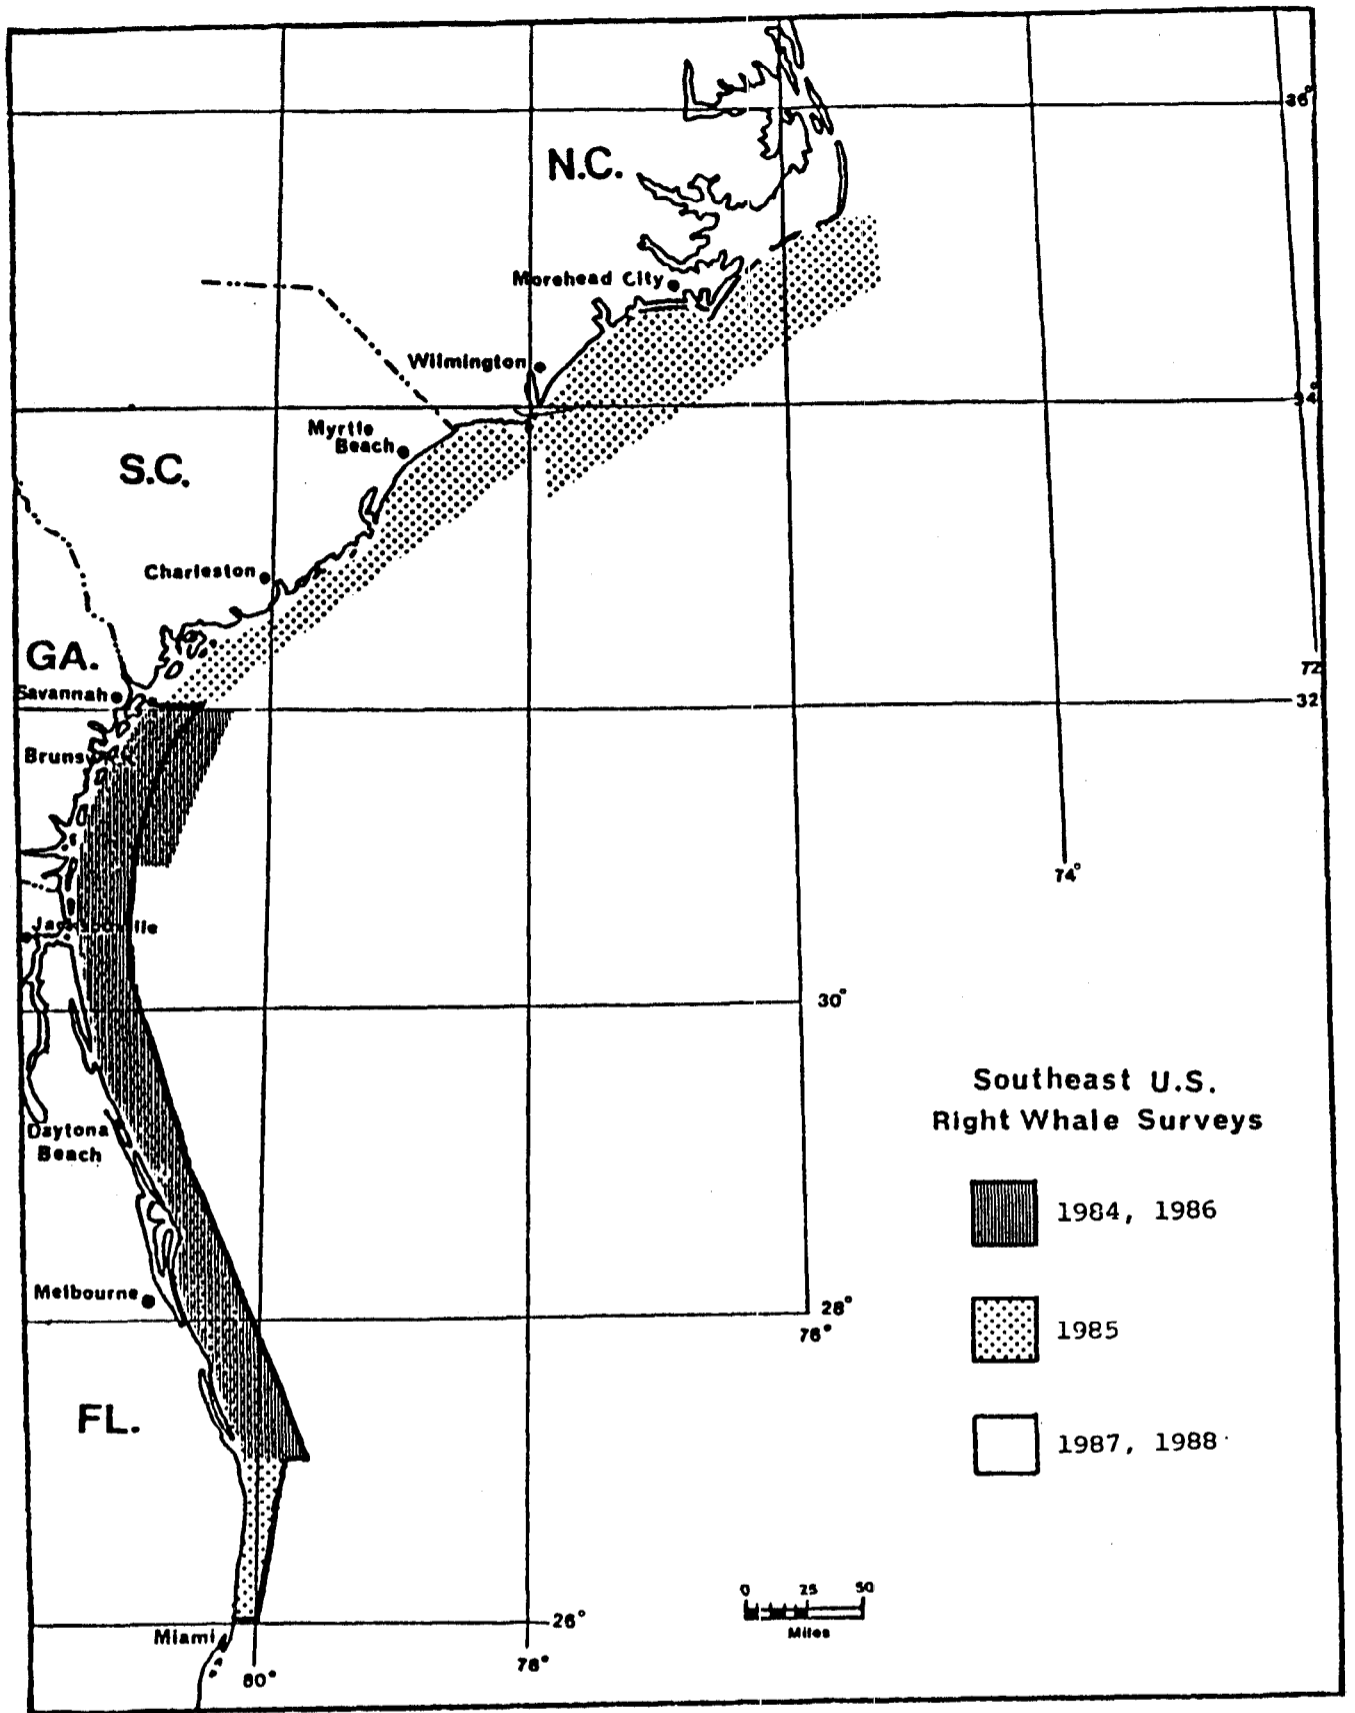 36°
N.C.
Morehead City
Wilmington
34°
Myrtle
Beach
S.C.
Charleston
GA.
72
Savannah
32
74°
30°
Southeast U.S.
Right Whale Surveys
Daytona
Beach
1984, 1986
Melbourne
28°
76°
1985
FL.
1987, 1988
0 25 50
Miles
26°
Miami
80°
78°